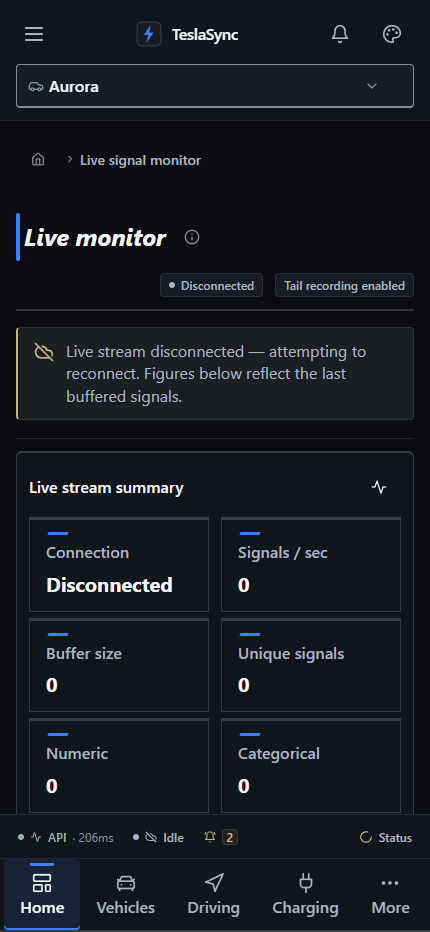 TeslaSync
Aurora
Live signal monitor
Live monitor
Disconnected
Tail recording enabled
Live stream disconnected — attempting to
reconnect. Figures below reflect the last
buffered signals.
Live stream summary
Connection
Disconnected
Signals / sec
0
Buffer size
0
Unique signals
0
Numeric
0
Categorical
0
API · 206ms
Idle
2
Status
Home
Vehicles
Driving
Charging
More